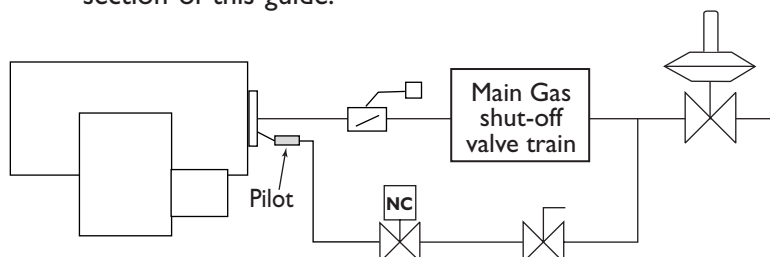 section of this guide.
Main Gas
shut-off
valve train
Pilot
NC